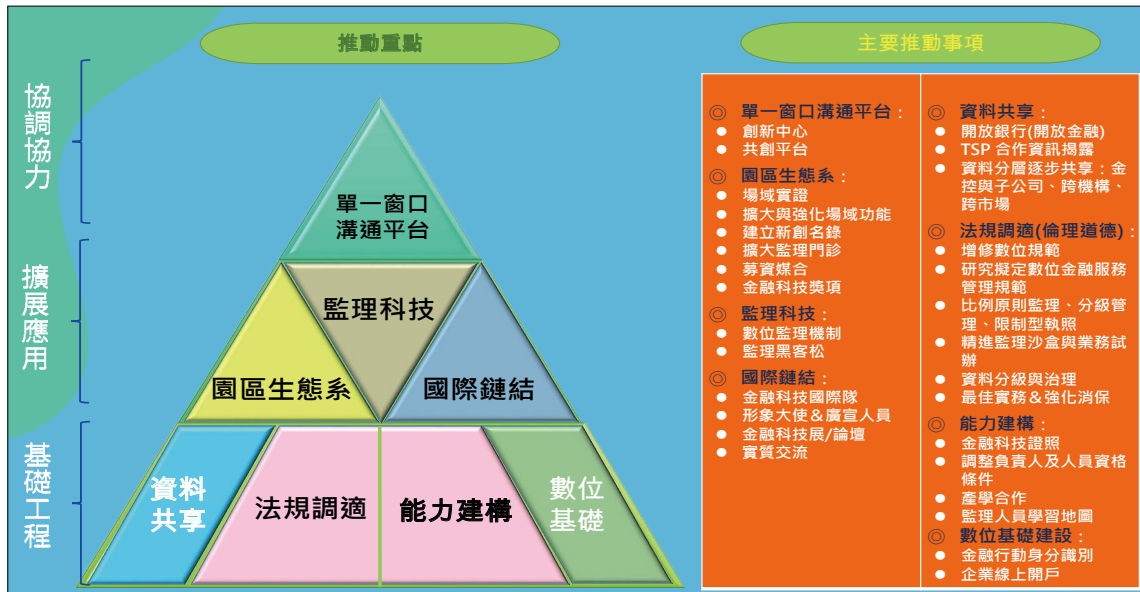 推動重點
主要推動事項
協調協力
擴展應用
基礎工程
單一窗口
溝通平台
監理科技
園區生態系
國際鏈結
資料
共享
法規調適
能力建構
數位
基礎
◎ 單一窗口溝通平台：
● 創新中心
● 共創平台
◎ 園區生態系：
● 場域實證
● 擴大與強化場域功能
● 建立新創名錄
● 擴大監理門診
● 募資媒合
● 金融科技獎項
◎ 監理科技：
● 數位監理機制
● 監理黑客松
◎ 國際鏈結：
● 金融科技國際隊
● 形象大使＆廣宣人員
● 金融科技展/論壇
● 實質交流
◎ 資料共享：
● 開放銀行(開放金融)
● TSP 合作資訊揭露
● 資料分層逐步共享：金
控與子公司、跨機構、
跨市場
◎ 法規調適(倫理道德)：
● 增修數位規範
● 研究擬定數位金融服務
管理規範
● 比例原則監理、分級管
理、限制型執照
● 精進監理沙盒與業務試
辦
● 資料分級與治理
● 最佳實務＆強化消保
◎ 能力建構：
● 金融科技證照
● 調整負責人及人員資格
條件
● 產學合作
● 監理人員學習地圖
◎ 數位基礎建設：
● 金融行動身分識別
● 企業線上開戶